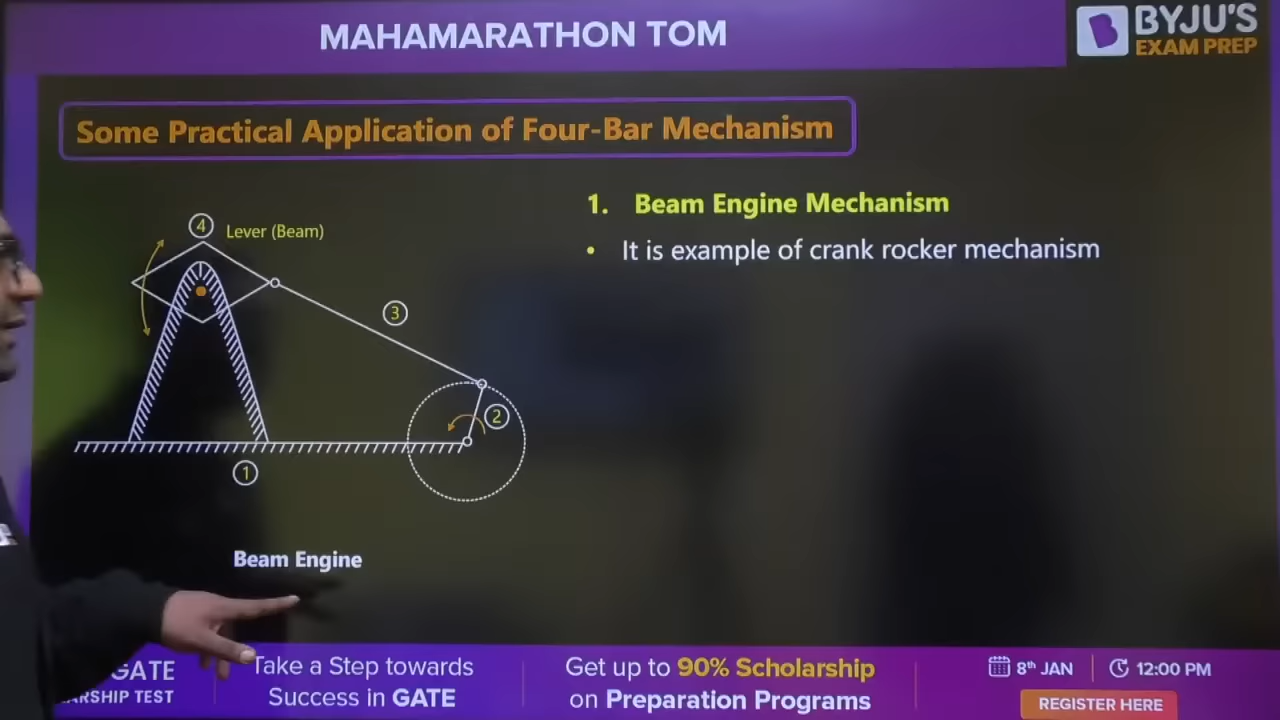 MAHAMARATHON TOM
BYJU'S
EXAM PREP
Some Practical Application of Four-Bar Mechanism
1. Beam Engine Mechanism
• It is example of crank rocker mechanism
4
Lever (Beam)
3
2
1
Beam Engine
GATE
ARSHIP TEST
Take a Step towards
Success in GATE
Get up to 90% Scholarship
on Preparation Programs
8th JAN
12:00 PM
REGISTER HERE